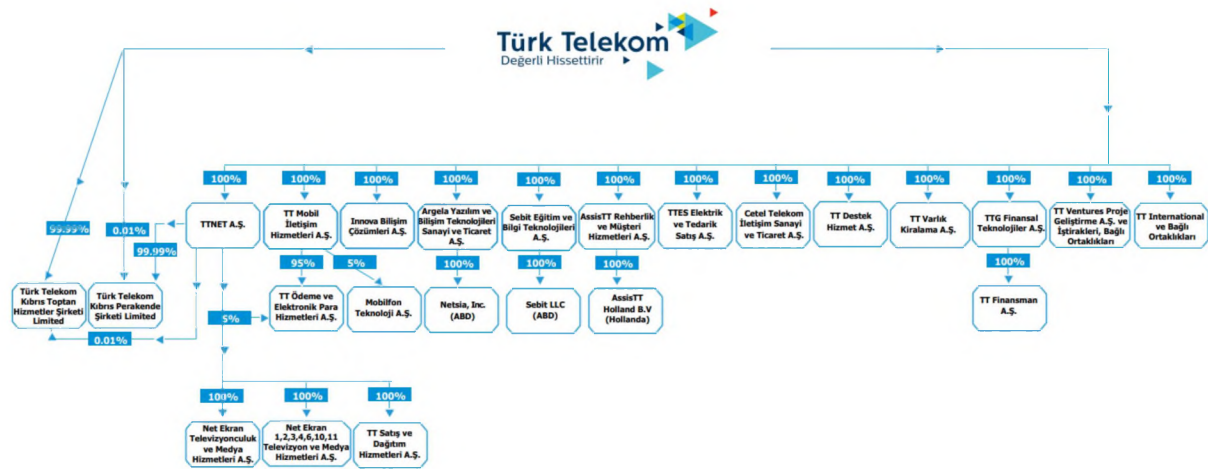 Türk Telekom
Değerli Hissettirir
100%
100%
100%
100%
100%
100%
100%
100%
100%
100%
100%
100%
100%
TTNET A.Ş.
TT Mobil
İletişim
Hizmetleri A.Ş.
Innova Bilişim
Çözümleri A.Ş.
Argela Yazılım ve
Bilişim Teknolojileri
Sanayi ve Ticaret
A.Ş.
Sebit Eğitim ve
Bilgi Teknolojileri
A.Ş.
AssisTT Rehberlik
ve Müşteri
Hizmetleri A.Ş.
TTES Elektrik
ve Tedarik
Satış A.Ş.
Cetel Telekom
İletişim Sanayi
ve Ticaret A.Ş.
TT Destek
Hizmet A.Ş.
TT Varlık
Kiralama A.Ş.
TTG Finansal
Teknolojiler A.Ş.
TT Ventures Proje
Geliştirme A.Ş. ve
İştirakleri, Bağlı
Ortaklıkları
TT International
ve Bağlı
Ortaklıkları
99.99%
0.01%
99.99%
95%
5%
100%
100%
100%
100%
Türk Telekom
Kıbrıs Toptan
Hizmetler Şirketi
Limited
Türk Telekom
Kıbrıs Perakende
Şirketi Limited
TT Ödeme ve
Elektronik Para
Hizmetleri A.Ş.
Mobilfon
Teknoloji A.Ş.
Netsia, Inc.
(ABD)
Sebit LLC
(ABD)
AssisTT
Holland B.V
(Hollanda)
TT Finansman
A.Ş.
5%
0.01%
100%
100%
100%
Net Ekran
Televizyonculuk
ve Medya
Hizmetleri A.Ş.
Net Ekran
1,2,3,4,6,10,11
Televizyon ve Medya
Hizmetleri A.Ş.
TT Satış ve
Dağıtım
Hizmetleri A.Ş.